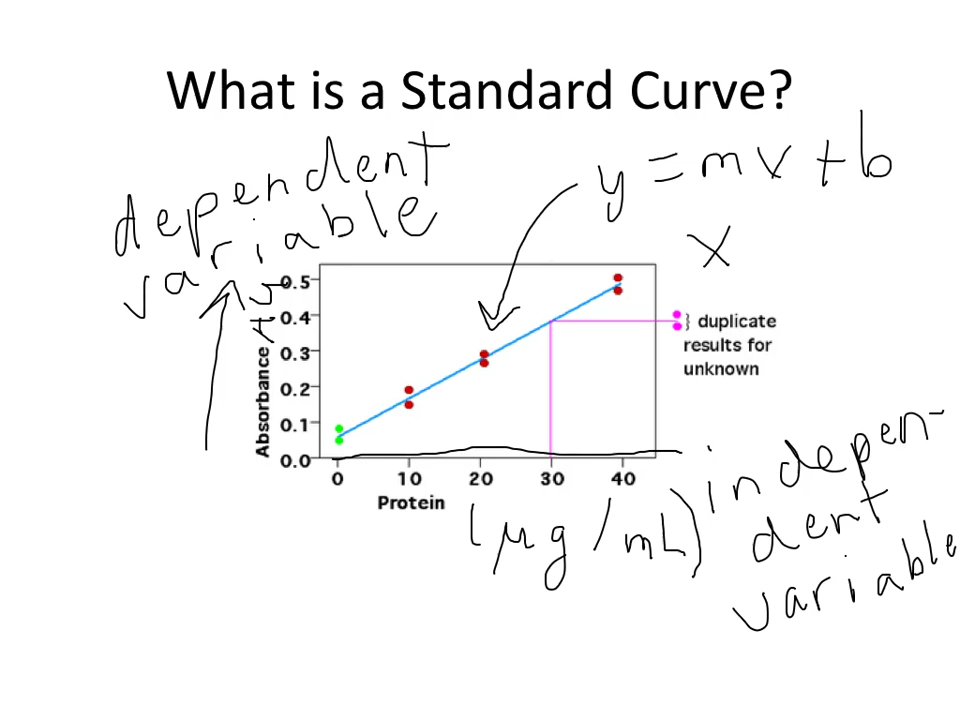 What is a Standard Curve?
dependent
variable
y = mx + b
x
0.5
0.4
0.3
0.2
0.1
0.0
Absorbance
0 10 20 30 40
Protein
(μg/mL)
} duplicate
results for
unknown
indepen-
dent
variable